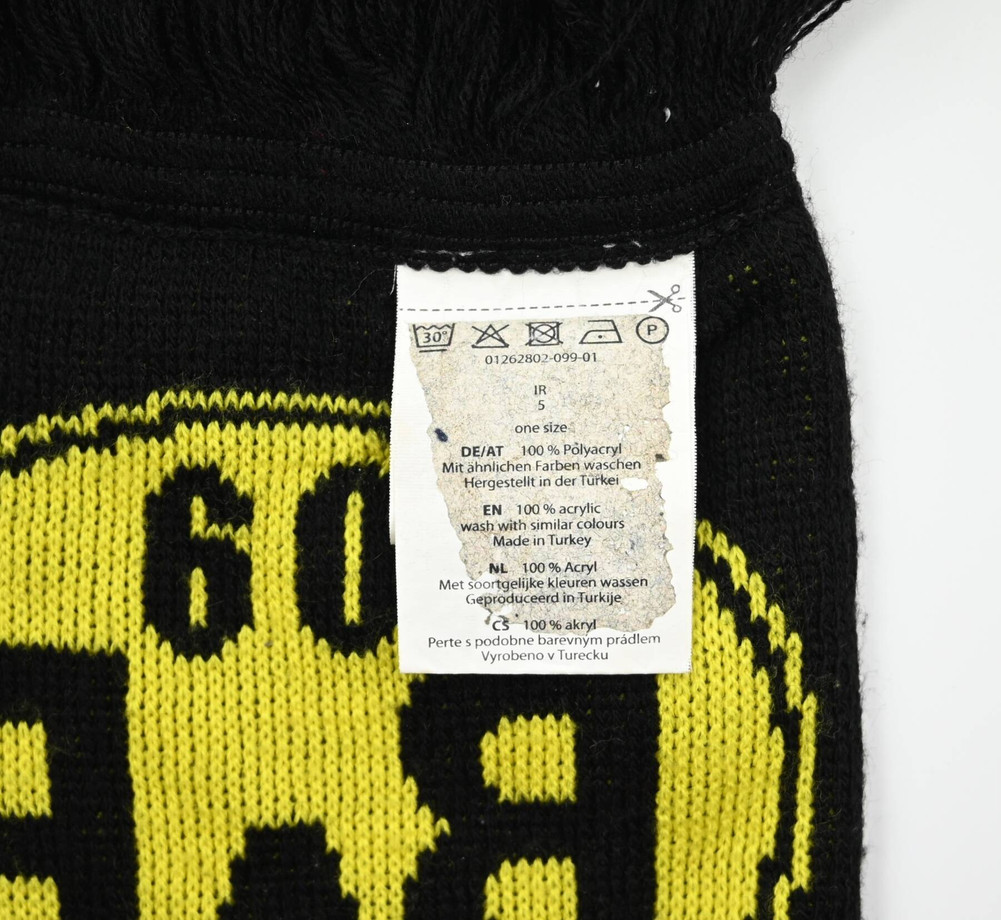 30°
P
01262802-099-01
IR
5
one size
DE/AT 100 % Polyacryl
Mit ähnlichen Farben waschen
Hergestellt in der Türkei
EN 100 % acrylic
wash with similar colours
Made in Turkey
NL 100 % Acryl
Met soortgelijke kleuren wassen
Geproduceerd in Turkije
CS 100 % akryl
Perte s podobne barevným prádlem
Vyrobeno v Turecku